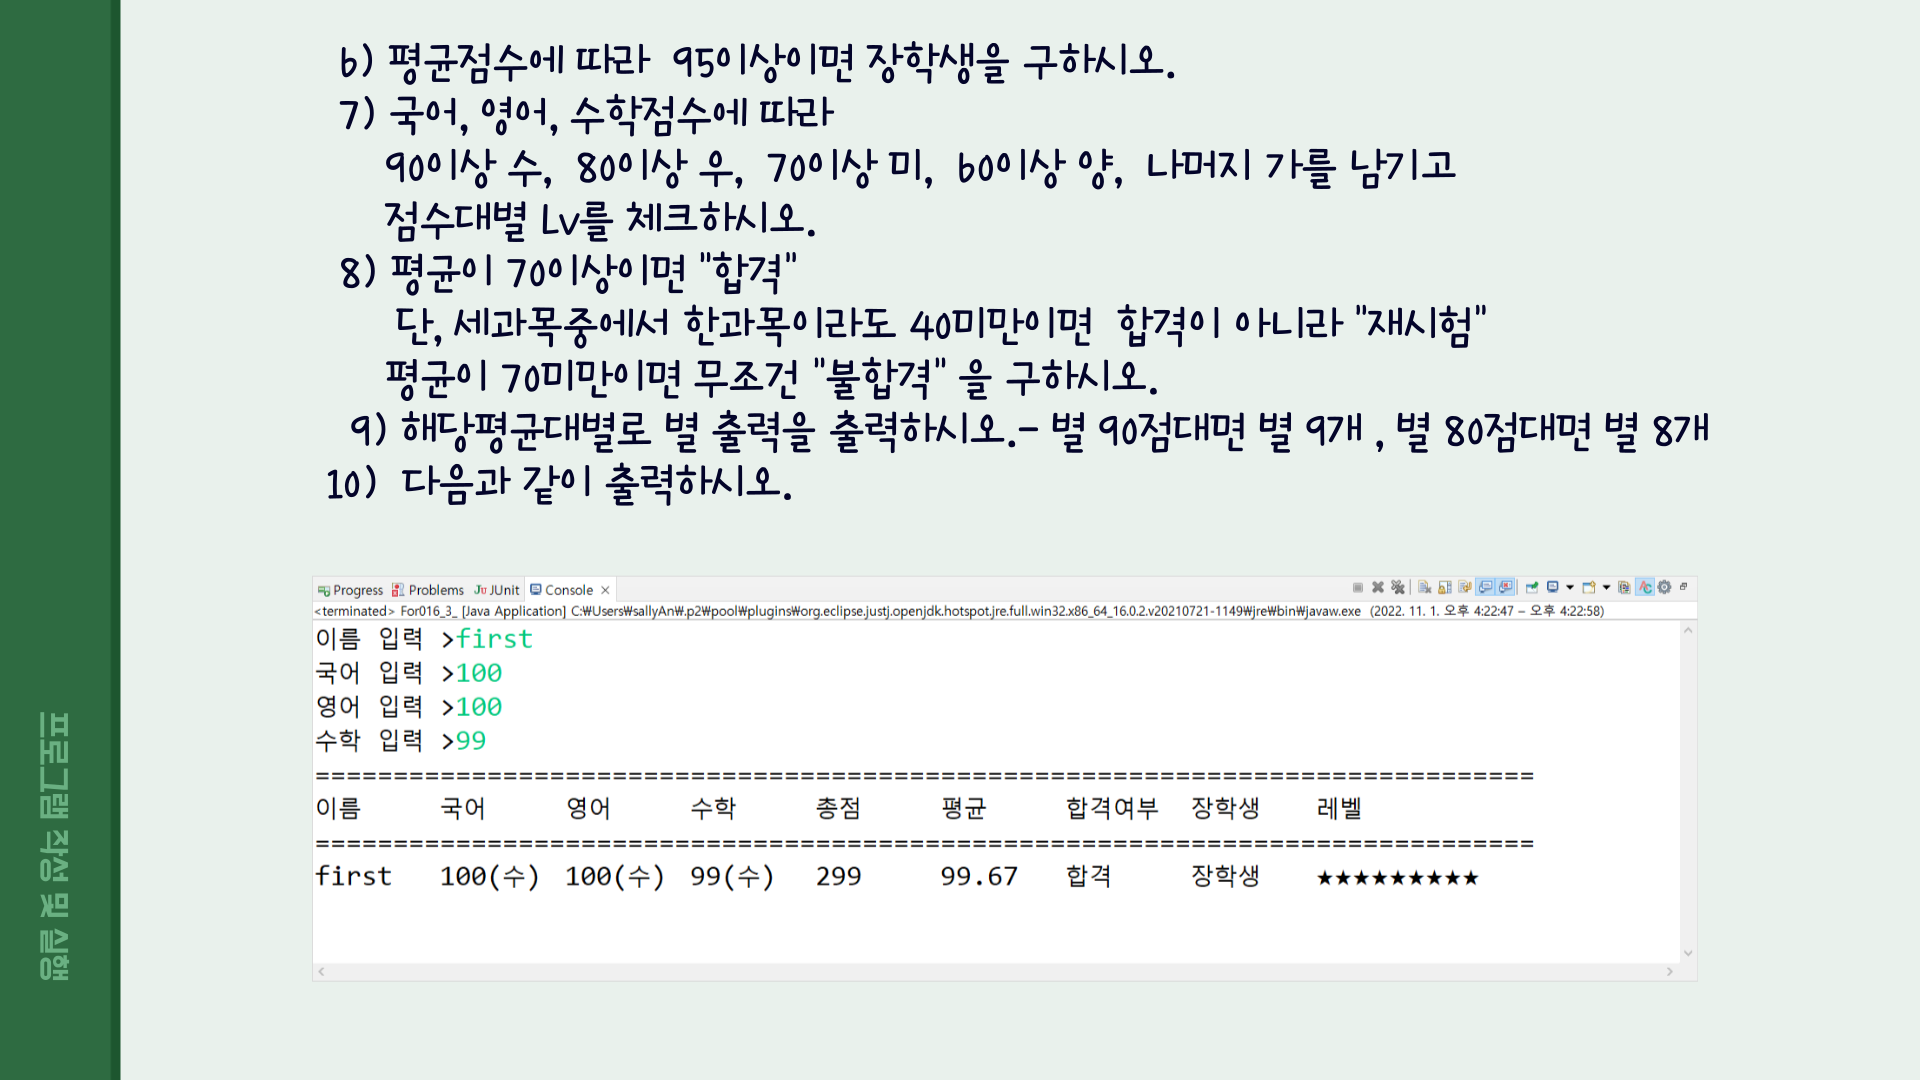 6) 평균점수에 따라 95이상이면 장학생을 구하시오.
7) 국어, 영어, 수학점수에 따라
90이상 수, 80이상 우, 70이상 미, 60이상 양, 나머지 가를 남기고
점수대별 Lv를 체크하시오.
8) 평균이 70이상이면 "합격"
단, 세과목중에서 한과목이라도 40미만이면 합격이 아니라 "재시험"
평균이 70미만이면 무조건 "불합격" 을 구하시오.
9) 해당평균대별로 별 출력을 출력하시오.- 별 90점대면 별 9개 , 별 80점대면 별 8개
10) 다음과 같이 출력하시오.
Progress Problems JUnit Console
<terminated> For016_3_ [Java Application] C:₩Users₩sallyAn₩.p2₩pool₩plugins₩org.eclipse.justj.openjdk.hotspot.jre.full.win32.x86_64_16.0.2.v20210721-1149₩jre₩bin₩javaw.exe (2022. 11. 1. 오후 4:22:47 – 오후 4:22:58)
이름 입력 >first
국어 입력 >100
영어 입력 >100
수학 입력 >99
==============================================================================
이름 국어 영어 수학 총점 평균 합격여부 장학생 레벨
==============================================================================
first 100(수) 100(수) 99(수) 299 99.67 합격 장학생 ★★★★★★★★★
프로그램 작성 및 실행